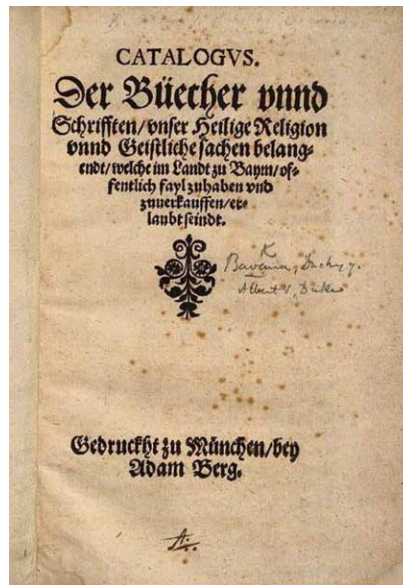 CATALOGVS.
Der Büecher vnnd
Schrifften/vnser Heilige Religion
vnnd Geistliche sachen belang-
endt/welche im Landt zu Bayrn/of-
fentlich fayl zuhaben vnd
zuuerkauffen/er-
laubt seindt.
K
Bavaria, Duchy of.
Albert V, Duke
Gedruckht zu München/bey
Adam Berg.
A.